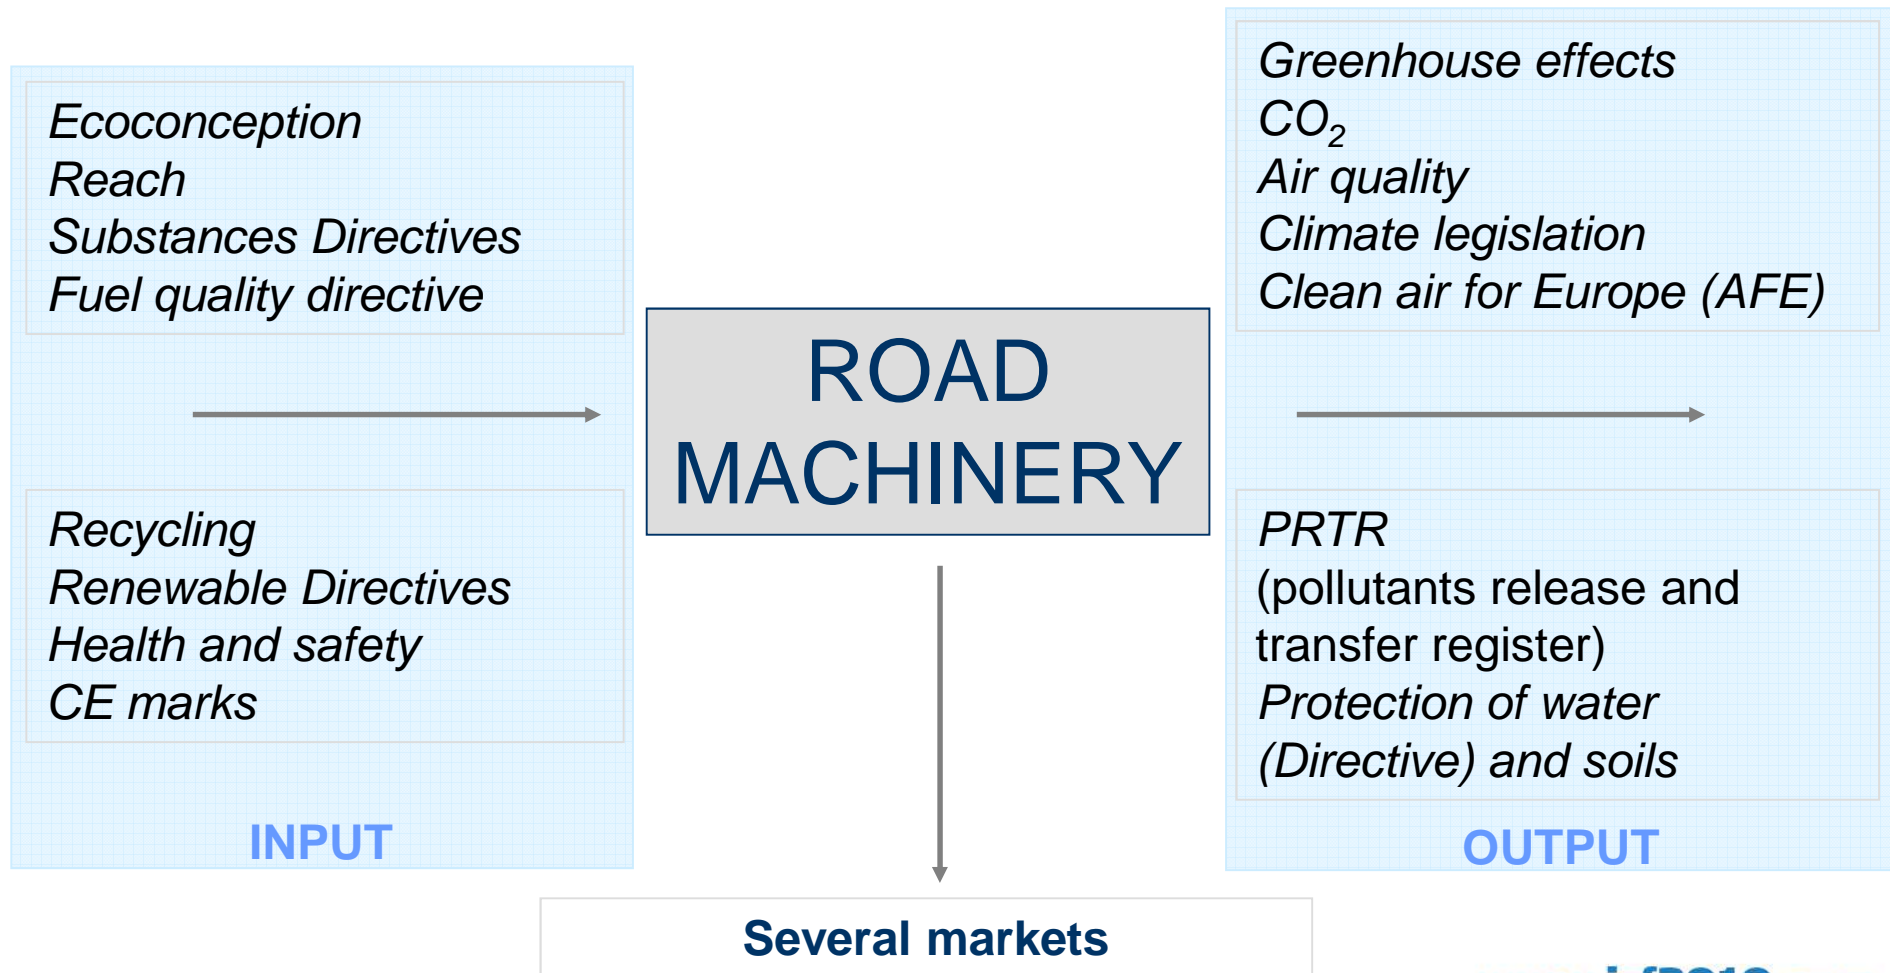 Ecoconception
Reach
Substances Directives
Fuel quality directive
Recycling
Renewable Directives
Health and safety
CE marks
INPUT
ROAD
MACHINERY
Several markets
Greenhouse effects
CO₂
Air quality
Climate legislation
Clean air for Europe (AFE)
PRTR
(pollutants release and
transfer register)
Protection of water
(Directive) and soils
OUTPUT